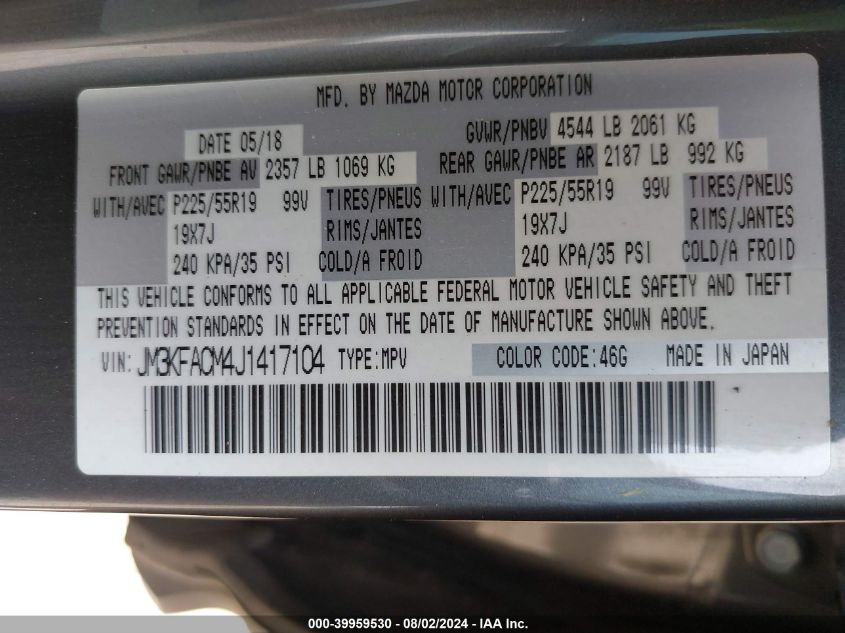 MFD. BY MAZDA MOTOR CORPORATION
DATE 05/18 GVWR/PNBV 4544 LB 2061 KG
FRONT GAWR/PNBE AV 2357 LB 1069 KG REAR GAWR/PNBE AR 2187 LB 992 KG
WITH/AVEC P225/55R19 99V TIRES/PNEUS WITH/AVEC P225/55R19 99V TIRES/PNEUS
19X7J RIMS/JANTES 19X7J RIMS/JANTES
240 KPA/35 PSI COLD/A FROID 240 KPA/35 PSI COLD/A FROID
THIS VEHICLE CONFORMS TO ALL APPLICABLE FEDERAL MOTOR VEHICLE SAFETY AND THEFT
PREVENTION STANDARDS IN EFFECT ON THE DATE OF MANUFACTURE SHOWN ABOVE.
VIN: JM3KFACM4J1417104 TYPE:MPV COLOR CODE:46G MADE IN JAPAN
000-39959530 - 08/02/2024 - IAA Inc.